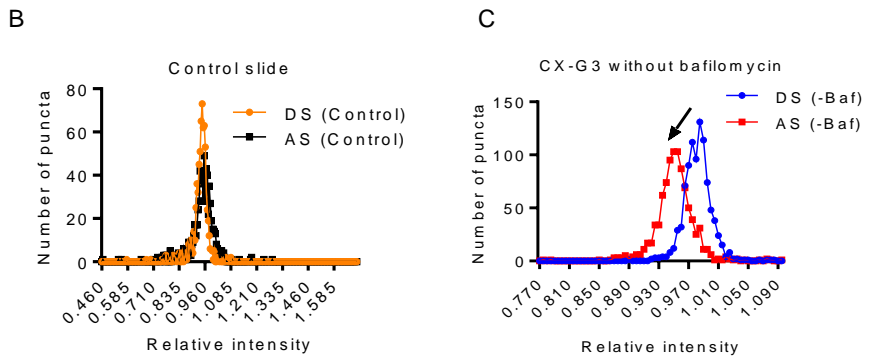 B
Control slide
Number of puncta
80
60
40
20
0
DS (Control)
AS (Control)
0.460
0.585
0.710
0.835
0.960
1.085
1.210
1.335
1.460
1.585
Relative intensity
C
CX-G3 without bafilomycin
Number of puncta
150
100
50
0
DS (-Baf)
AS (-Baf)
0.770
0.810
0.850
0.890
0.930
0.970
1.010
1.050
1.090
Relative intensity